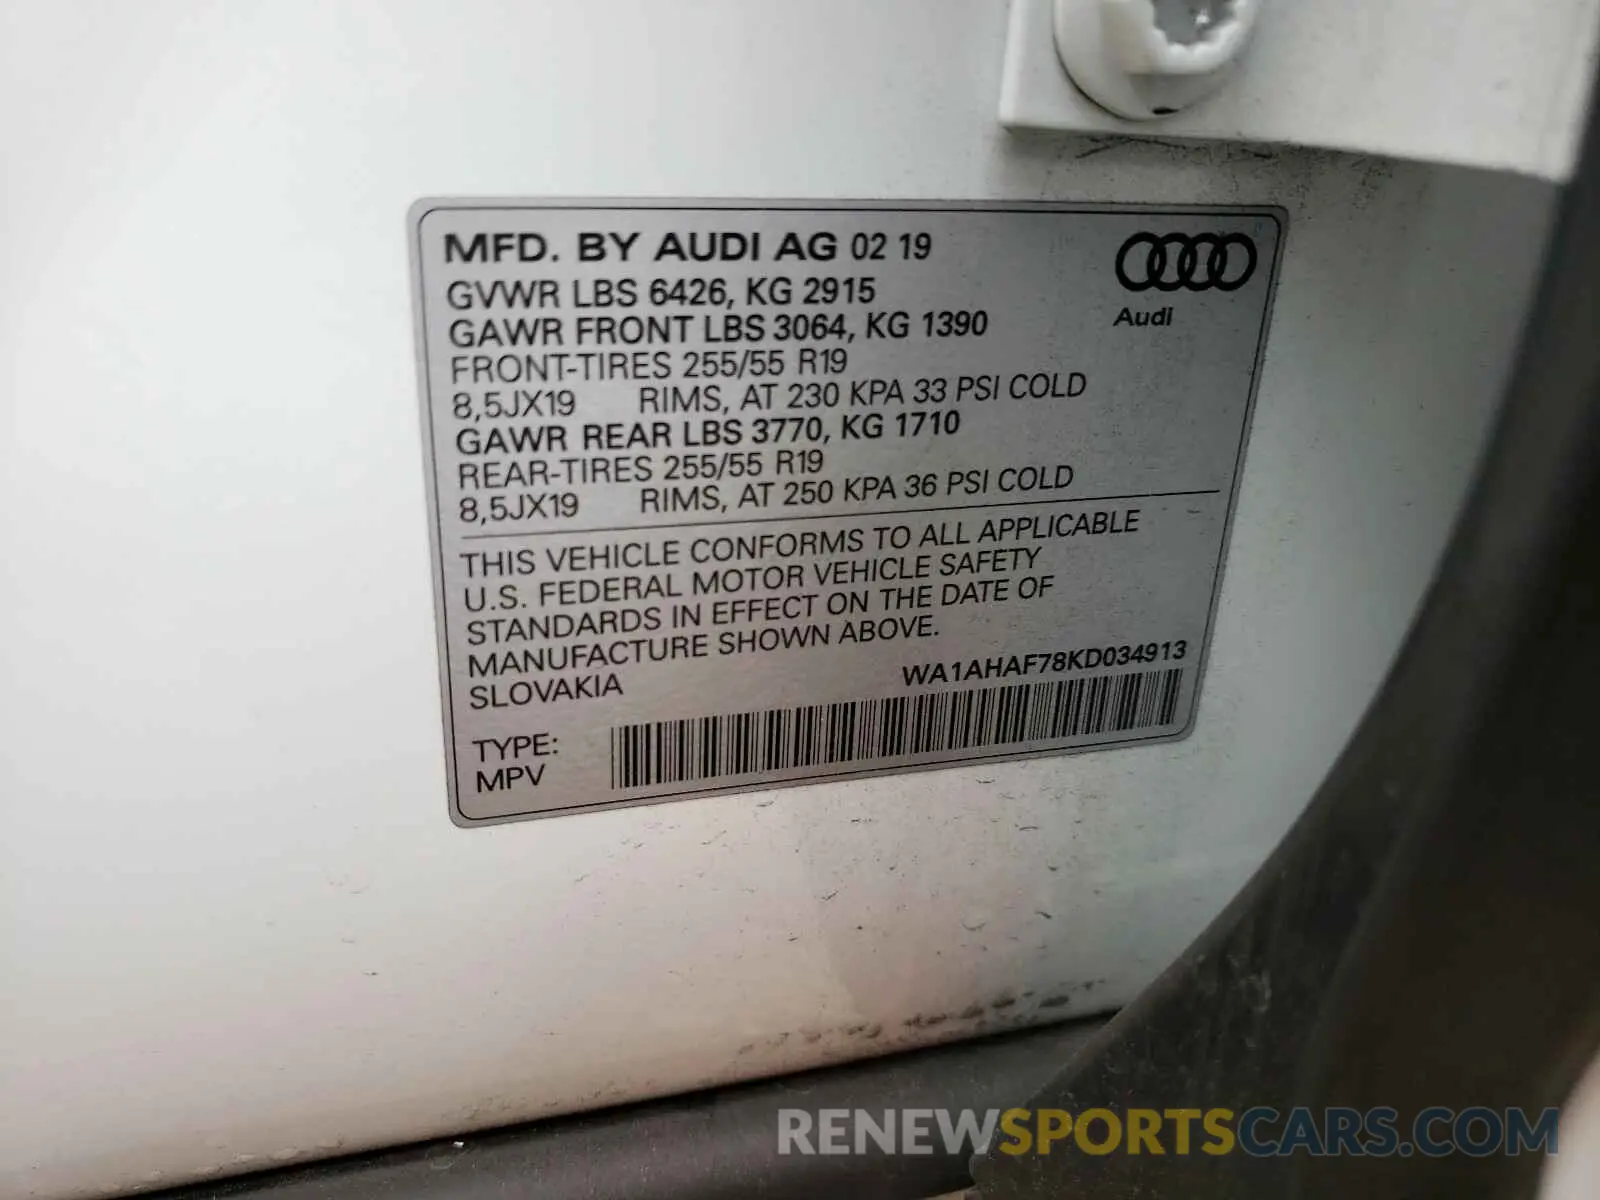 MFD. BY AUDI AG 02 19
GVWR LBS 6426, KG 2915
GAWR FRONT LBS 3064, KG 1390
FRONT-TIRES 255/55 R19
8,5JX19 RIMS, AT 230 KPA 33 PSI COLD
GAWR REAR LBS 3770, KG 1710
REAR-TIRES 255/55 R19
8,5JX19 RIMS, AT 250 KPA 36 PSI COLD
Audi
THIS VEHICLE CONFORMS TO ALL APPLICABLE
U.S. FEDERAL MOTOR VEHICLE SAFETY
STANDARDS IN EFFECT ON THE DATE OF
MANUFACTURE SHOWN ABOVE.
SLOVAKIA
WA1AHAF78KD034913
TYPE:
MPV
RENEWSPORTSCARS.COM